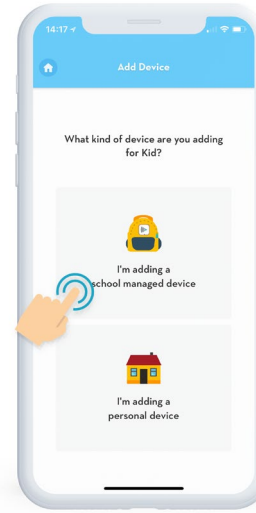 14:17
Add Device
What kind of device are you adding
for Kid?
I'm adding a
school managed device
I'm adding a
personal device